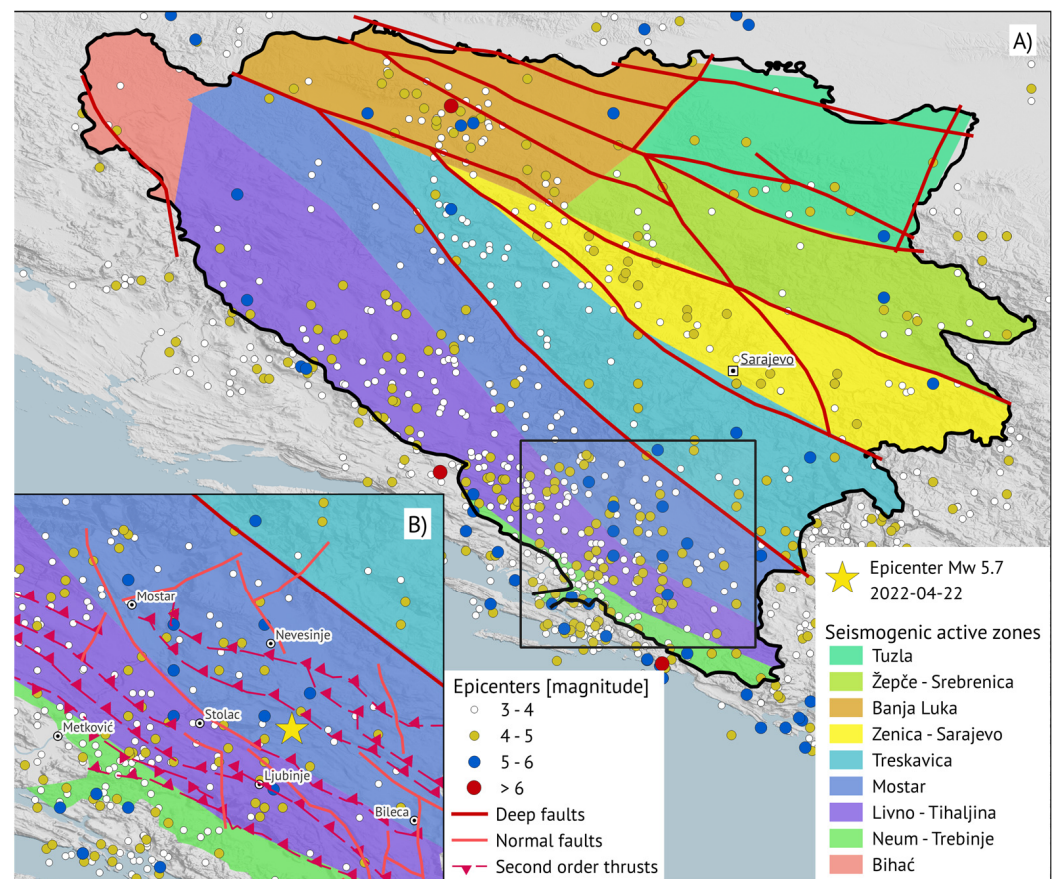 A)
Sarajevo
B)
Mostar
Nevesinje
Stolac
Metković
Ljubinje
Bileca
Epicenter Mw 5.7
2022-04-22
Seismogenic active zones
Tuzla
Žepče - Srebrenica
Banja Luka
Zenica - Sarajevo
Treskavica
Mostar
Livno - Tihaljina
Neum - Trebinje
Bihać
Epicenters [magnitude]
3 - 4
4 - 5
5 - 6
> 6
Deep faults
Normal faults
Second order thrusts